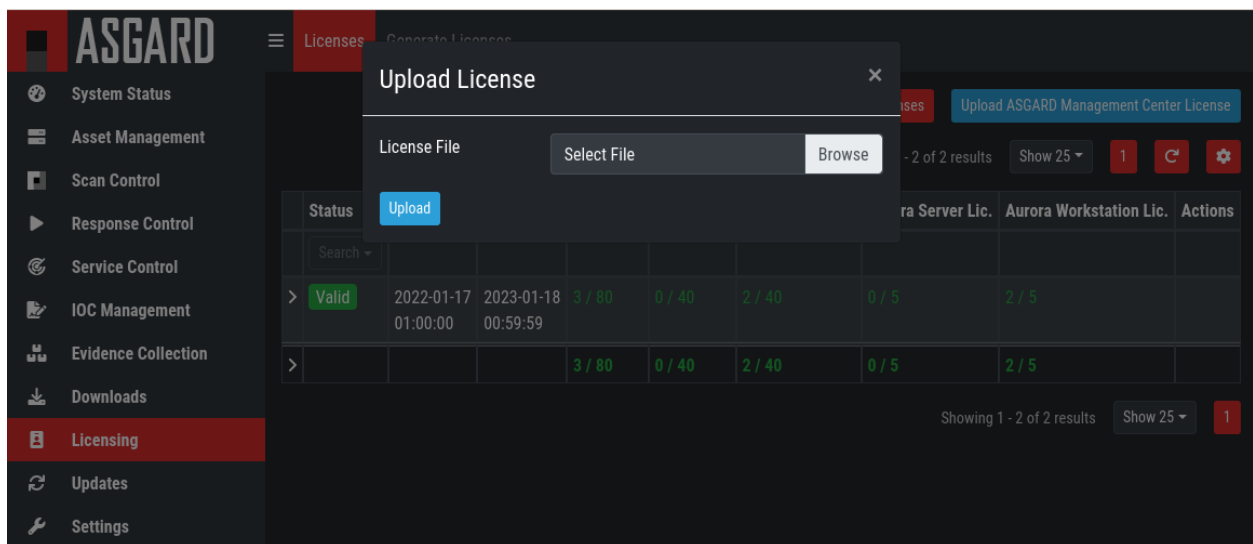 ASGARD
Licenses
Generate Licenses
Upload License
×
System Status
Asset Management
Scan Control
Response Control
Service Control
IOC Management
Evidence Collection
Downloads
Licensing
Updates
Settings
License File
Select File
Browse
Upload
nses
Upload ASGARD Management Center License
- 2 of 2 results
Show 25
1
Status
ra Server Lic.
Aurora Workstation Lic.
Actions
Search
Valid
2022-01-17 01:00:00
2023-01-18 00:59:59
3 / 80
0 / 40
2 / 40
0 / 5
2 / 5
3 / 80
0 / 40
2 / 40
0 / 5
2 / 5
Showing 1 - 2 of 2 results
Show 25
1